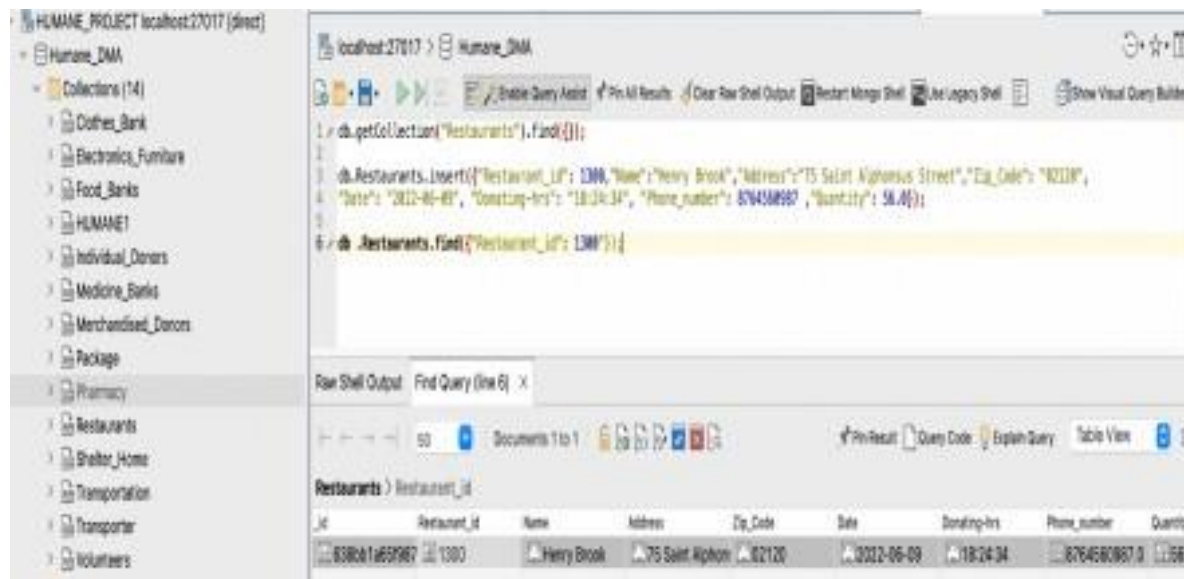 HUMANE_PROJECT localhost:27017 [direct]
Humane_DMA
Collections (14)
Clothes_Bank
Electronics_Furniture
Food_Banks
HUMANE1
Individual_Donors
Medicine_Banks
Merchandised_Donors
Package
Pharmacy
Restaurants
Shelter_Home
Transportation
Transporter
Volunteers
localhost:27017 > Humane_DMA
Enable Query Assist Pin All Results Clear Raw Shell Output Restart Mongo Shell Use Legacy Shell Show Visual Query Builder
1 db.getCollection("Restaurants").find({});
2
3 db.Restaurants.insert({"Restaurant_id": 1300,"Name":"Henry Brook","Address":"75 Saint Alphonsus Street","Zip_Code": "02120",
4 "Date": "2022-06-09", "Donating-hrs": "18:24:34", "Phone_number": 8764560987 ,"Quantity": 56.0});
5
6 db .Restaurants.find({"Restaurant_id": 1300});
Raw Shell Output Find Query (line 6) ×
50 Documents 1 to 1 Pin Result Query Code Explain Query Table View
Restaurants > Restaurant_id
_id Restaurant_id Name Address Zip_Code Date Donating-hrs Phone_number Quantity
1300 Henry Brook 75 Saint Alphon 02120 2022-06-09 18:24:34 8764560987.0 56